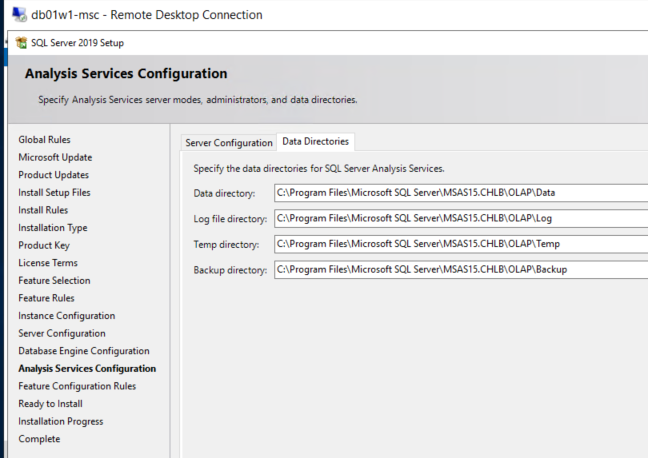 db01w1-msc - Remote Desktop Connection
SQL Server 2019 Setup
Analysis Services Configuration
Specify Analysis Services server modes, administrators, and data directories.
Global Rules
Microsoft Update
Product Updates
Install Setup Files
Install Rules
Installation Type
Product Key
License Terms
Feature Selection
Feature Rules
Instance Configuration
Server Configuration
Database Engine Configuration
Analysis Services Configuration
Feature Configuration Rules
Ready to Install
Installation Progress
Complete
Server Configuration Data Directories
Specify the data directories for SQL Server Analysis Services.
Data directory: C:\Program Files\Microsoft SQL Server\MSAS15.CHLB\OLAP\Data
Log file directory: C:\Program Files\Microsoft SQL Server\MSAS15.CHLB\OLAP\Log
Temp directory: C:\Program Files\Microsoft SQL Server\MSAS15.CHLB\OLAP\Temp
Backup directory: C:\Program Files\Microsoft SQL Server\MSAS15.CHLB\OLAP\Backup